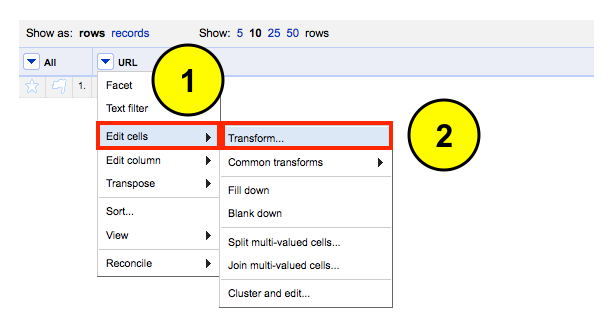 Show as: rows records Show: 5 10 25 50 rows
All URL
1.
1
Facet
Text filter
Edit cells
Edit column
Transpose
Sort...
View
Reconcile
2
Transform...
Common transforms
Fill down
Blank down
Split multi-valued cells...
Join multi-valued cells...
Cluster and edit...